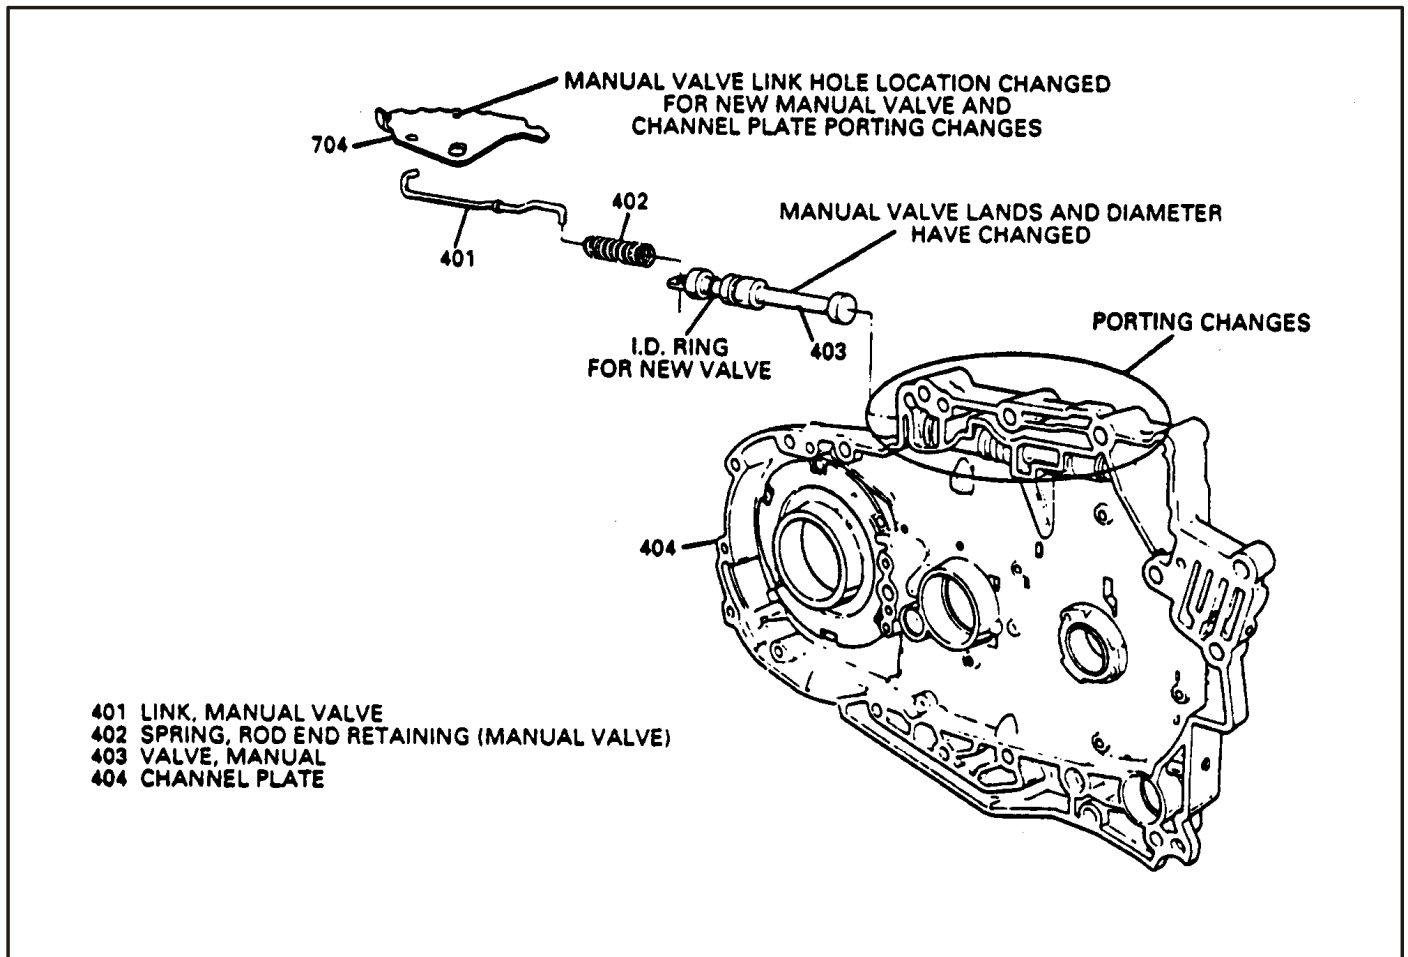 MANUAL VALVE LINK HOLE LOCATION CHANGED
FOR NEW MANUAL VALVE AND
CHANNEL PLATE PORTING CHANGES
704
401
402
MANUAL VALVE LANDS AND DIAMETER
HAVE CHANGED
I.D. RING
FOR NEW VALVE
403
PORTING CHANGES
404
401 LINK, MANUAL VALVE
402 SPRING, ROD END RETAINING (MANUAL VALVE)
403 VALVE, MANUAL
404 CHANNEL PLATE